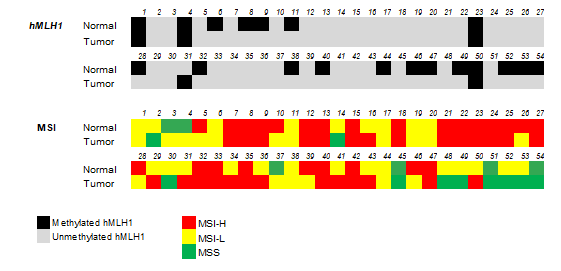 1 2 3 4 5 6 7 8 9 10 11 12 13 14 15 16 17 18 19 20 21 22 23 24 25 26 27
hMLH1 Normal
Tumor
28 29 30 31 32 33 34 35 36 37 38 39 40 41 42 43 44 45 46 47 48 49 50 51 52 53 54
Normal
Tumor
1 2 3 4 5 6 7 8 9 10 11 12 13 14 15 16 17 18 19 20 21 22 23 24 25 26 27
MSI Normal
Tumor
28 29 30 31 32 33 34 35 36 37 38 39 40 41 42 43 44 45 46 47 48 49 50 51 52 53 54
Normal
Tumor
Methylated hMLH1
Unmethylated hMLH1
MSI-H
MSI-L
MSS